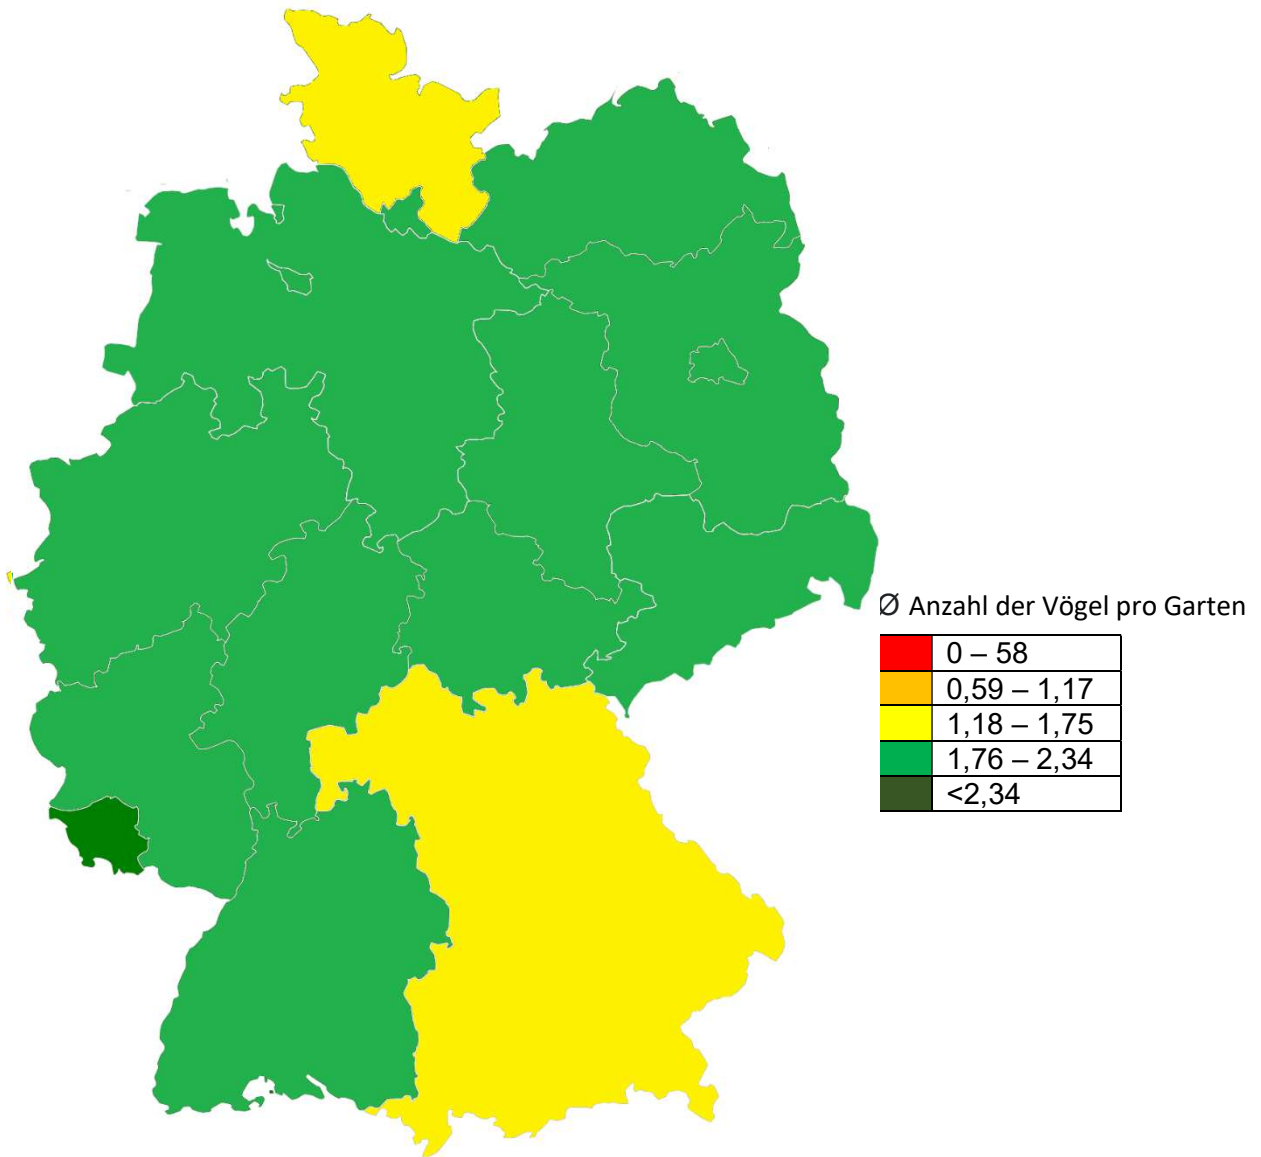 Ø Anzahl der Vögel pro Garten
0 – 58
0,59 – 1,17
1,18 – 1,75
1,76 – 2,34
<2,34